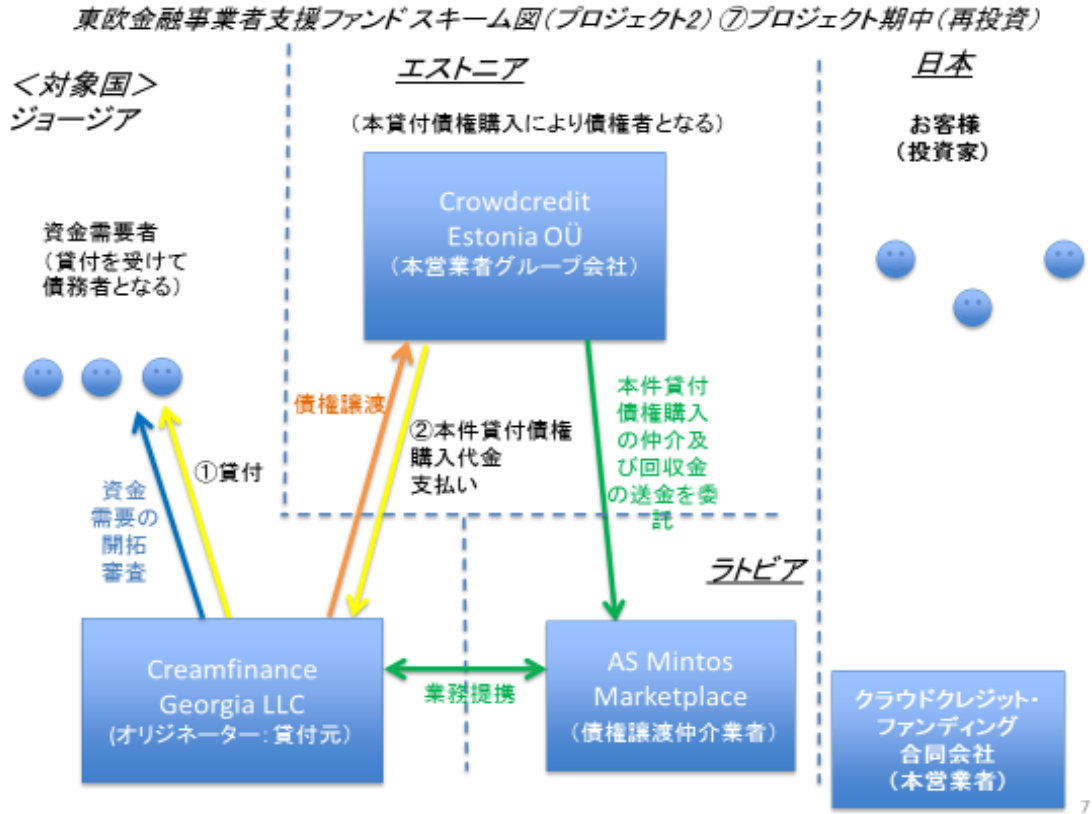 東欧金融事業者支援ファンドスキーム図(プロジェクト2) ⑦プロジェクト期中(再投資)
＜対象国＞
ジョージア
エストニア
日本
(本貸付債権購入により債権者となる)
お客様
(投資家)
Crowdcredit
Estonia OÜ
(本営業者グループ会社)
資金需要者
(貸付を受けて
債務者となる)
債権譲渡
②本件貸付債権
購入代金
支払い
本件貸付
債権購入
の仲介及
び回収金
の送金を委
託
①貸付
資金
需要の
開拓
審査
ラトビア
Creamfinance
Georgia LLC
(オリジネーター：貸付元)
業務提携
AS Mintos
Marketplace
(債権譲渡仲介業者)
クラウドクレジット・
ファンディング
合同会社
(本営業者)
7